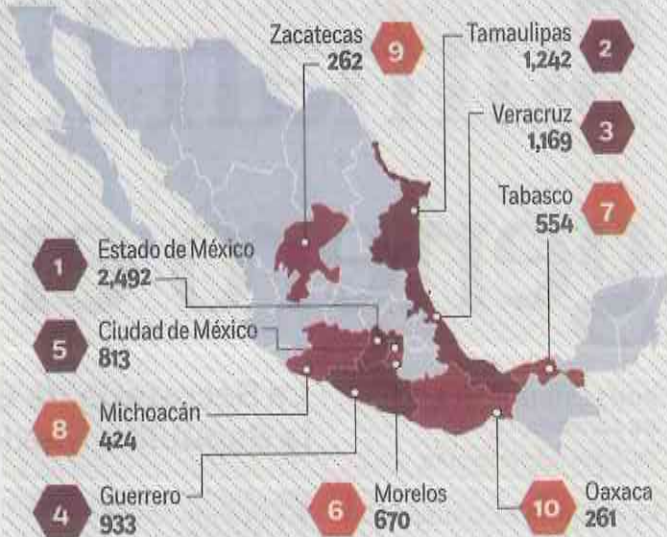 Zacatecas
262
9
Tamaulipas
1,242
2
Veracruz
1,169
3
Tabasco
554
7
1
Estado de México
2,492
5
Ciudad de México
813
8
Michoacán
424
4
Guerrero
933
6
Morelos
670
10
Oaxaca
261